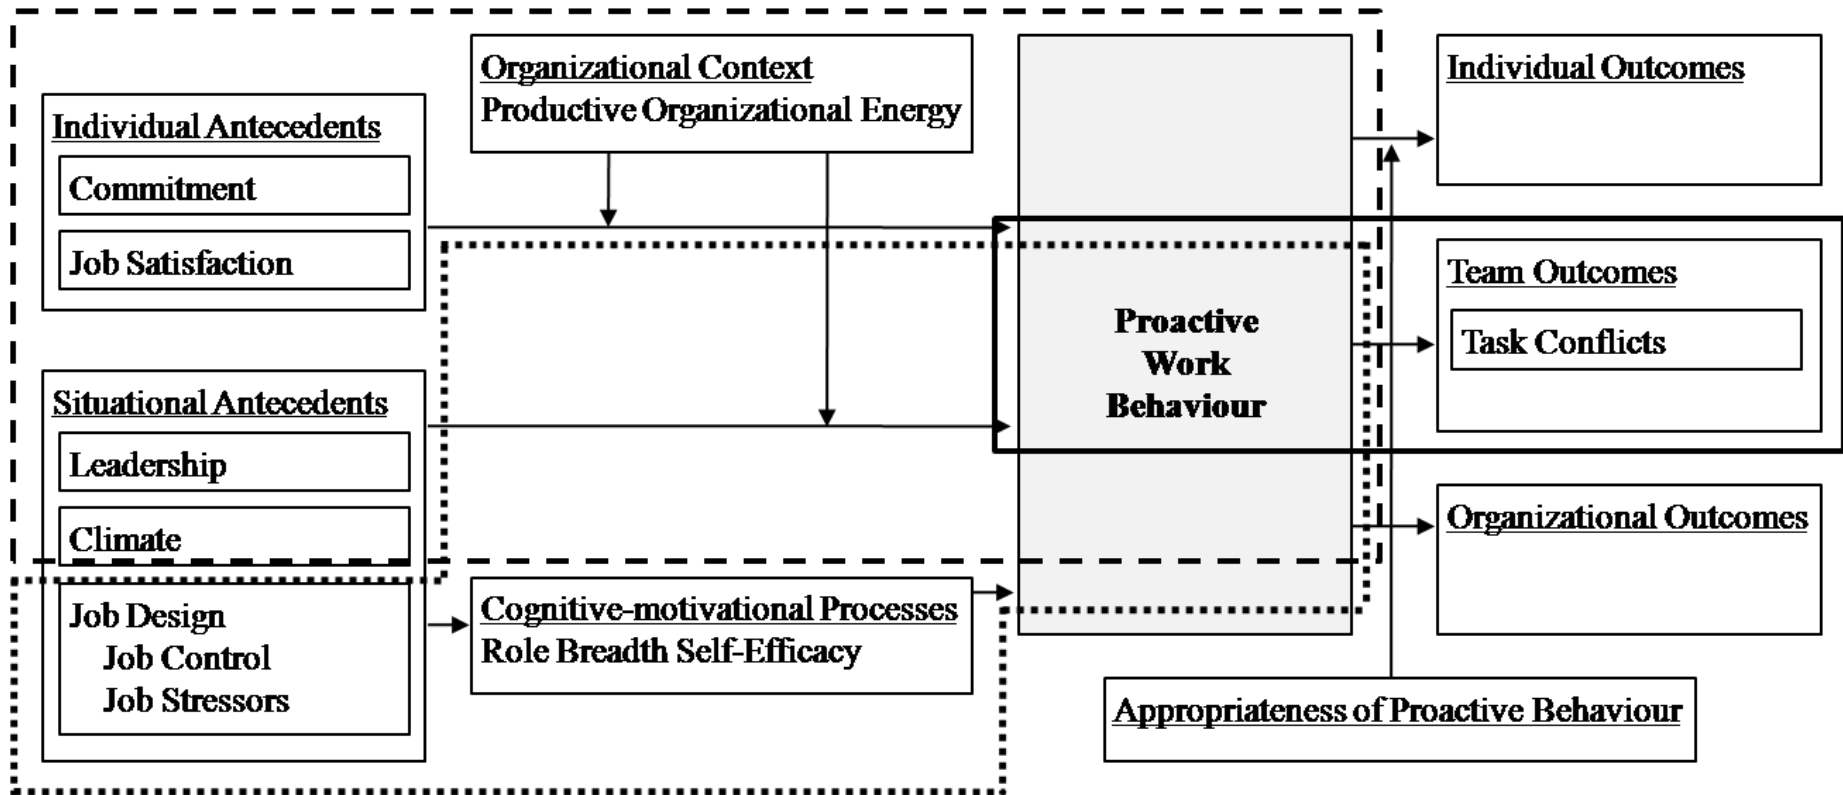 Individual Antecedents
Commitment
Job Satisfaction
Situational Antecedents
Leadership
Climate
Job Design
Job Control
Job Stressors
Organizational Context
Productive Organizational Energy
Cognitive-motivational Processes
Role Breadth Self-Efficacy
Proactive
Work
Behaviour
Individual Outcomes
Team Outcomes
Task Conflicts
Organizational Outcomes
Appropriateness of Proactive Behaviour